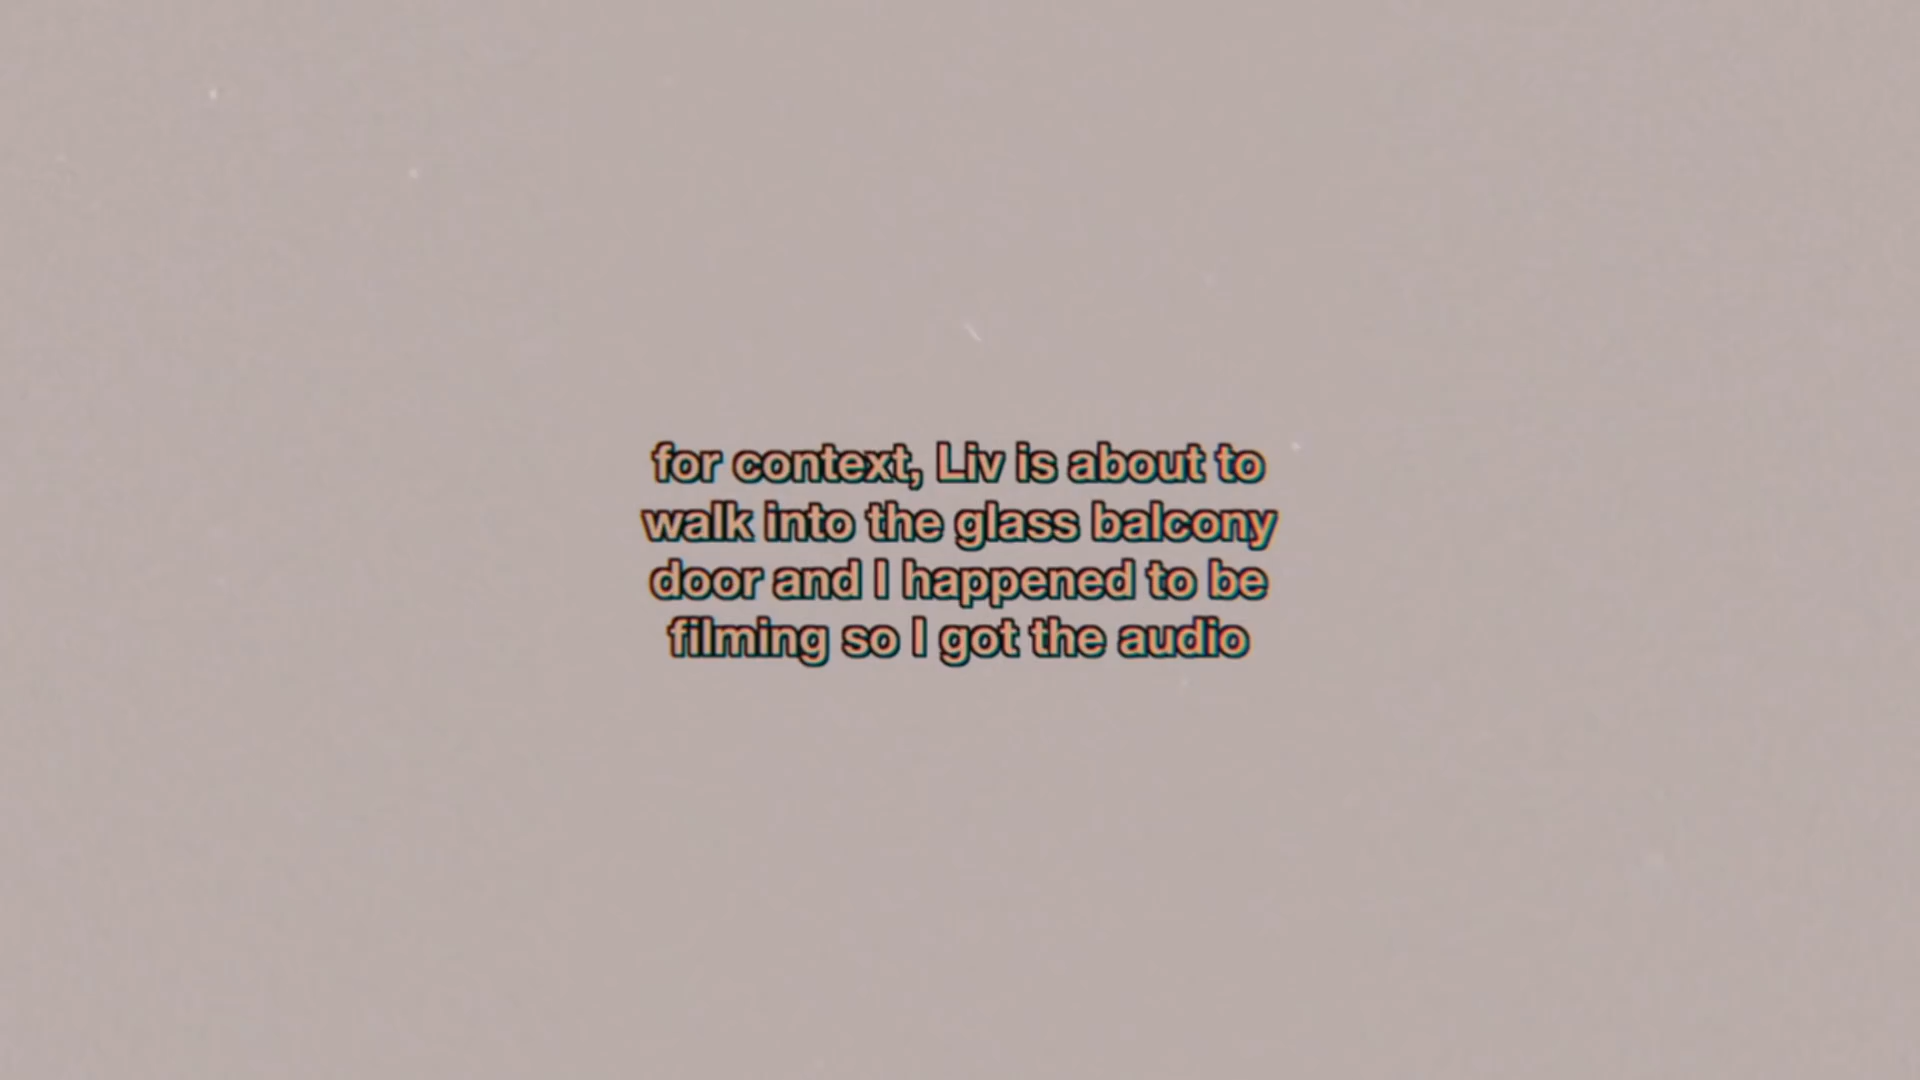 for context, Liv is about to
walk into the glass balcony
door and I happened to be
filming so I got the audio